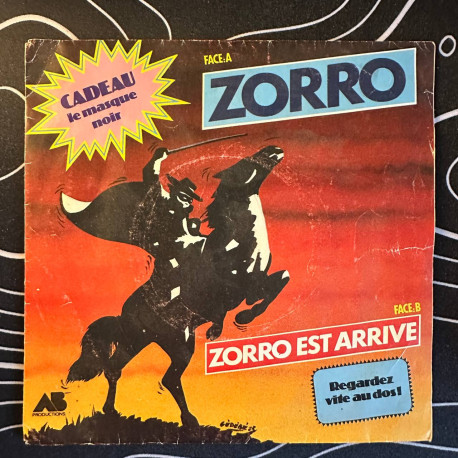 FACE:A
ZORRO
CADEAU
le masque
noir
FACE:B
ZORRO EST ARRIVE
Regardez
vite au dos!
AB
PRODUCTIONS